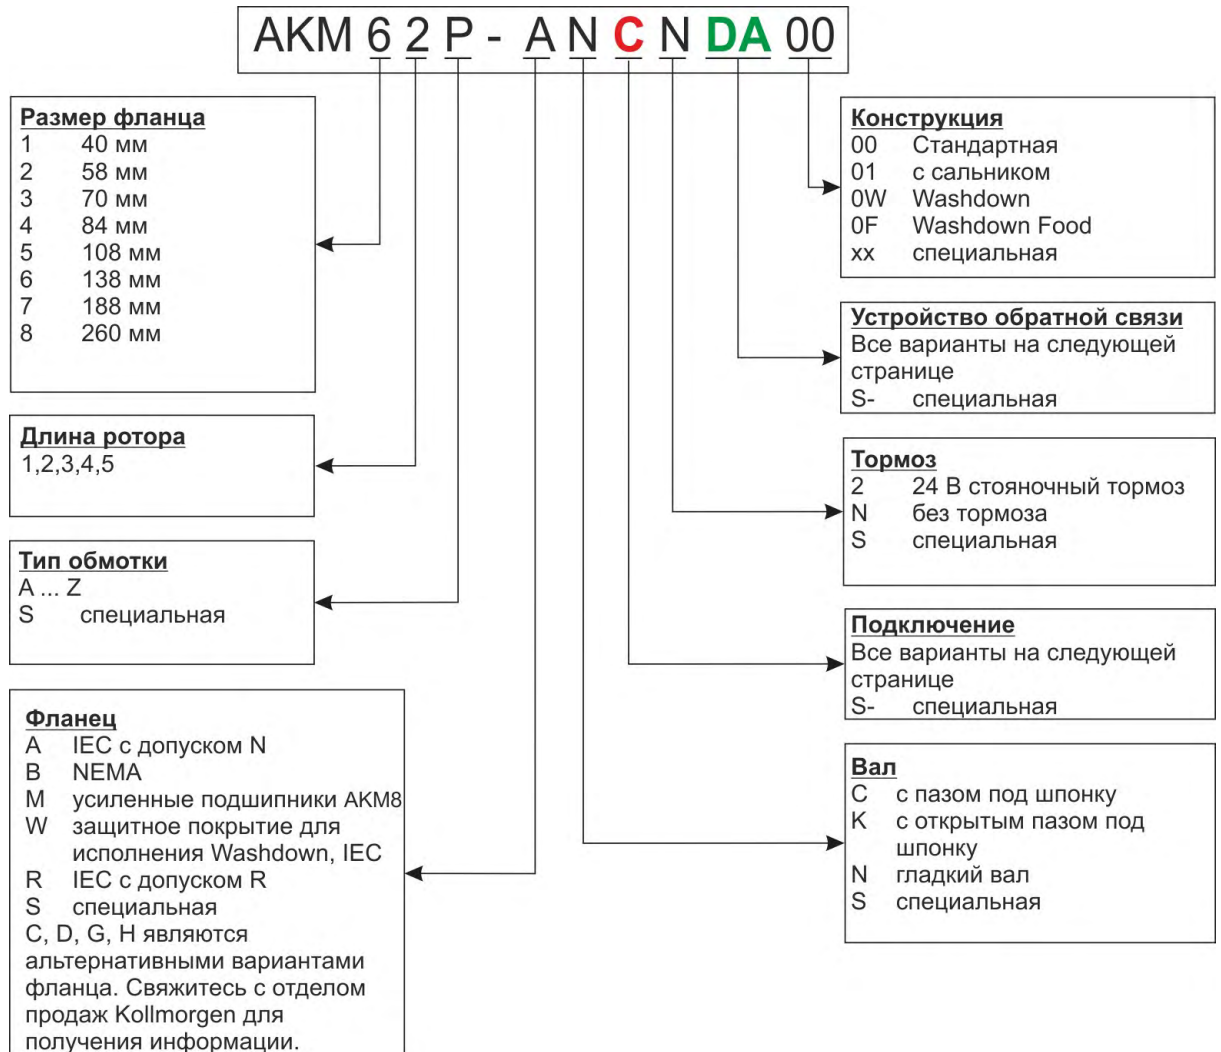 AKM 6 2 P - A N C N DA 00
Размер фланца
1 40 мм
2 58 мм
3 70 мм
4 84 мм
5 108 мм
6 138 мм
7 188 мм
8 260 мм
Длина ротора
1,2,3,4,5
Тип обмотки
A ... Z
S специальная
Фланец
A IEC с допуском N
B NEMA
M усиленные подшипники AKM8
W защитное покрытие для
исполнения Washdown, IEC
R IEC с допуском R
S специальная
C, D, G, H являются
альтернативными вариантами
фланца. Свяжитесь с отделом
продаж Kollmorgen для
получения информации.
Конструкция
00 Стандартная
01 с сальником
0W Washdown
0F Washdown Food
xx специальная
Устройство обратной связи
Все варианты на следующей
странице
S- специальная
Тормоз
2 24 В стояночный тормоз
N без тормоза
S специальная
Подключение
Все варианты на следующей
странице
S- специальная
Вал
C с пазом под шпонку
K с открытым пазом под
шпонку
N гладкий вал
S специальная